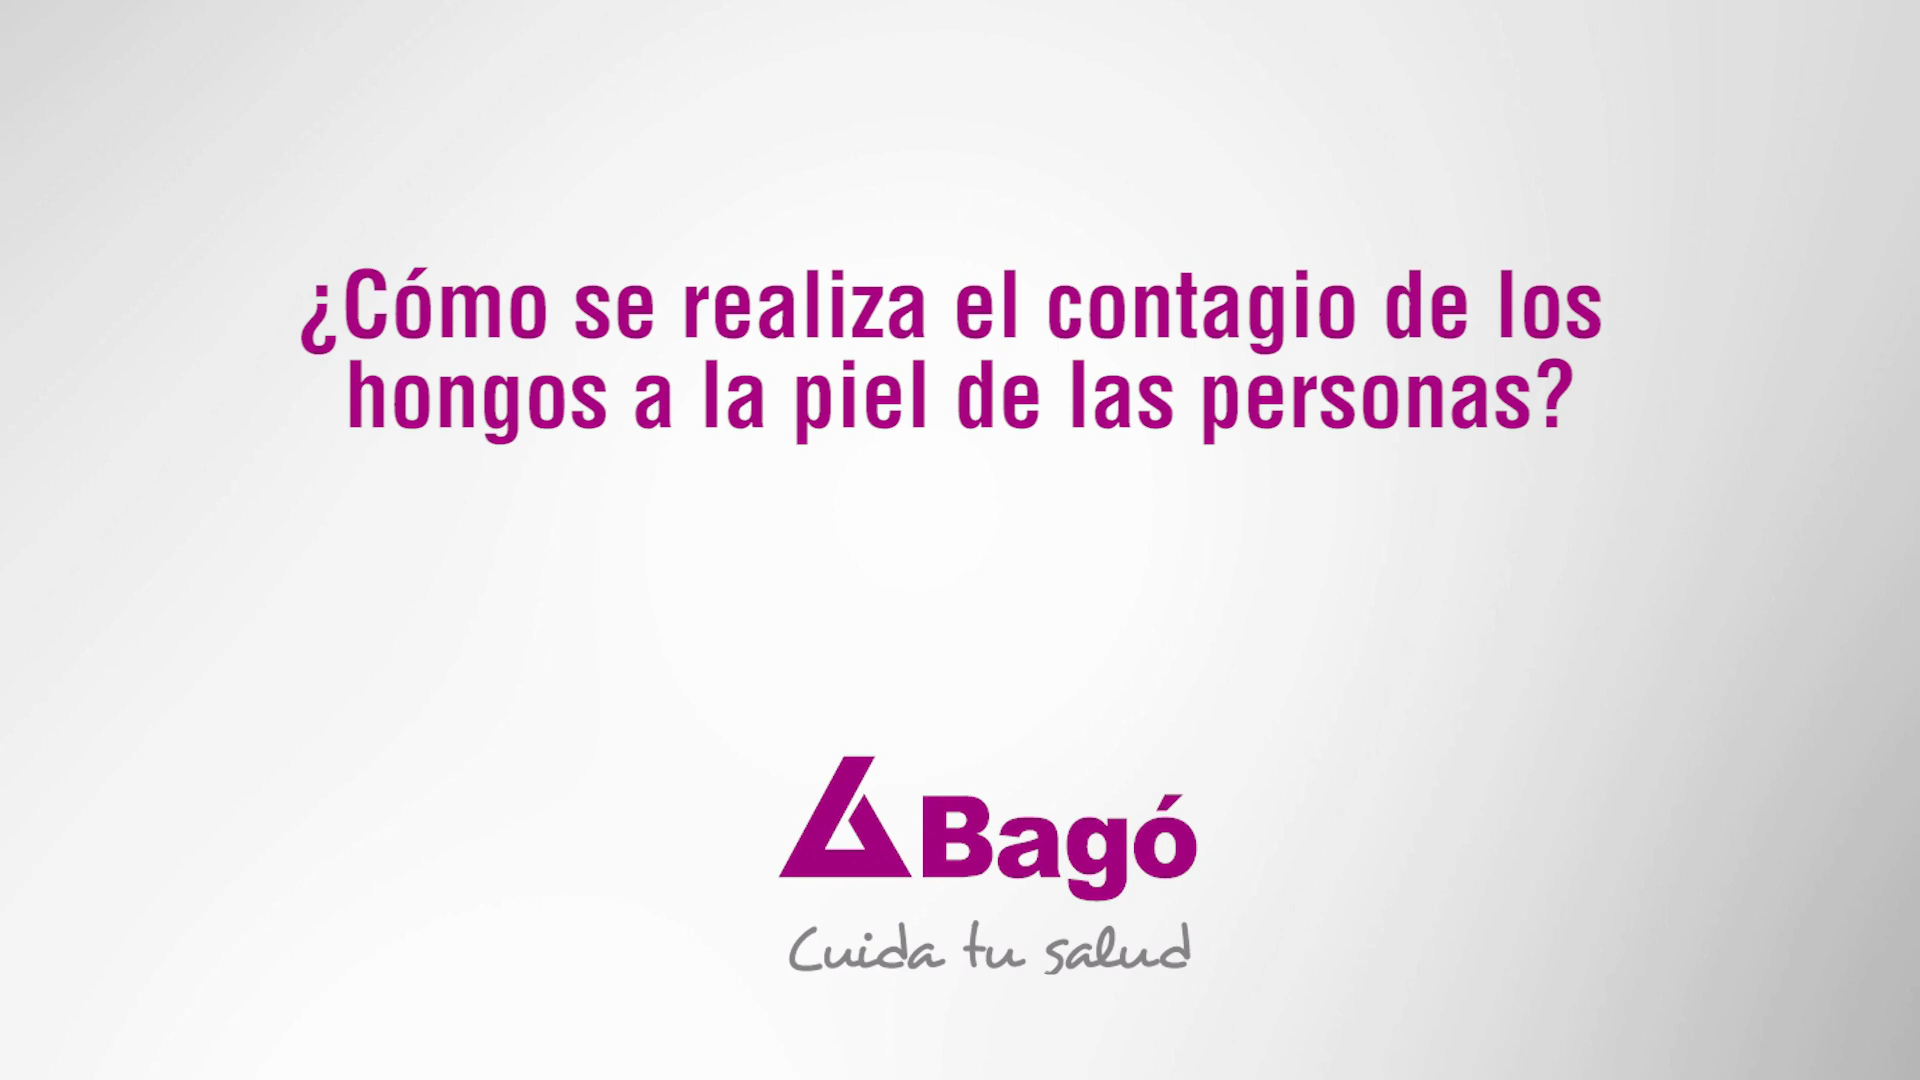 ¿Cómo se realiza el contagio de los
hongos a la piel de las personas?
Bagó
Cuida tu salud